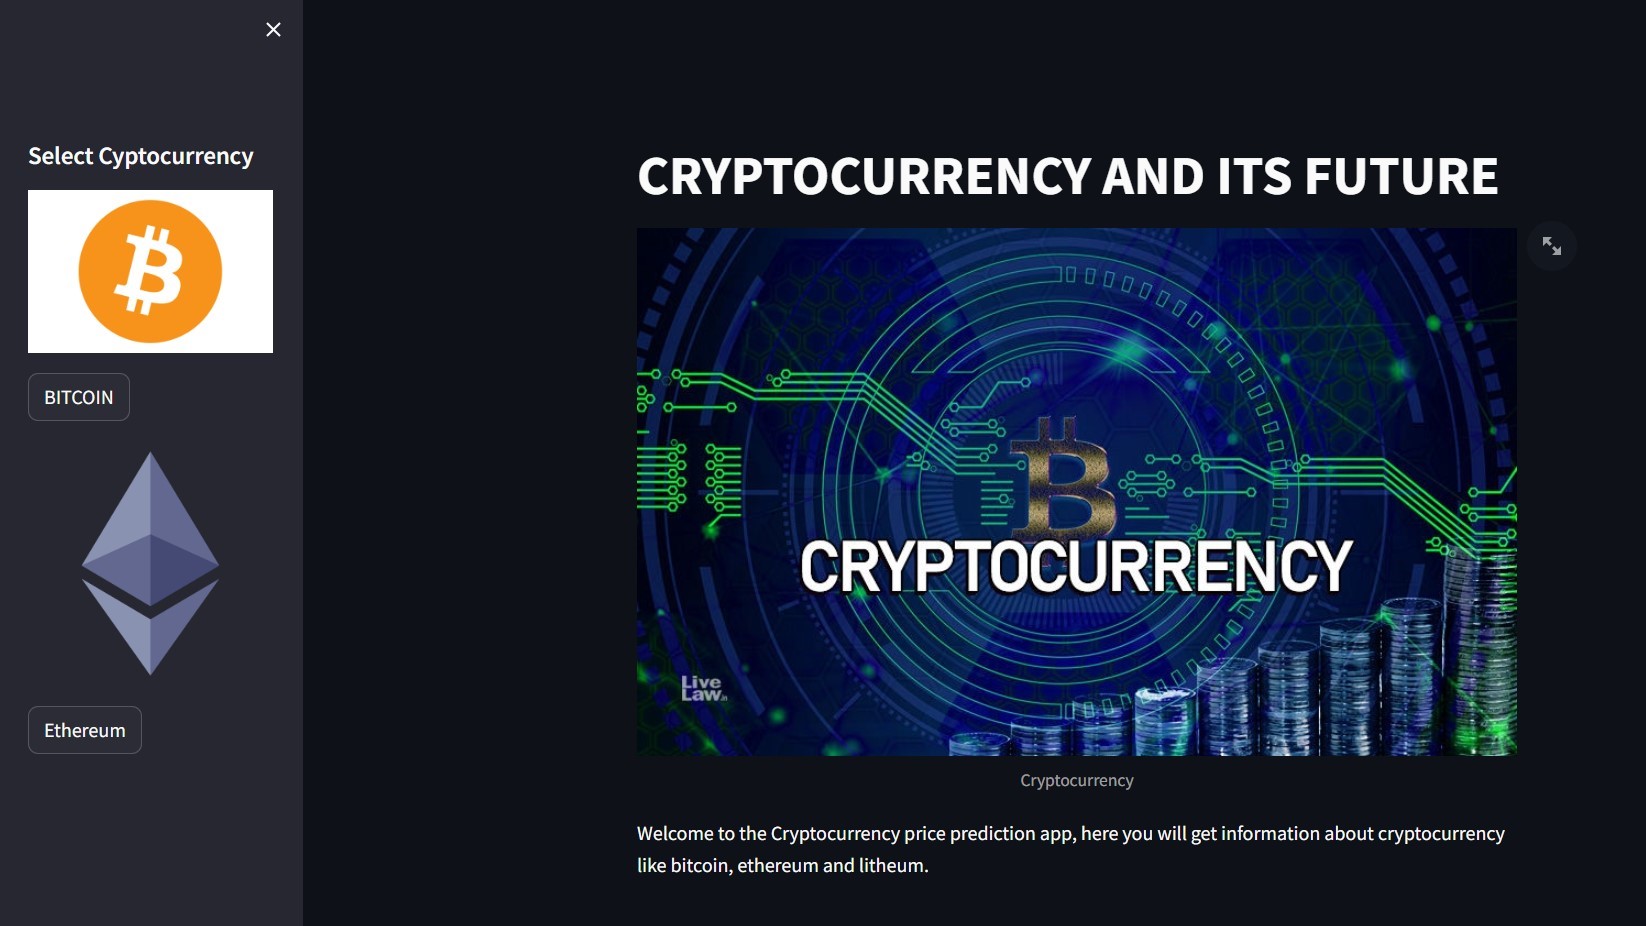 Select Cyptocurrency
BITCOIN
Ethereum
CRYPTOCURRENCY AND ITS FUTURE
CRYPTOCURRENCY
Live
Law.in
Cryptocurrency
Welcome to the Cryptocurrency price prediction app, here you will get information about cryptocurrency
like bitcoin, ethereum and litheum.